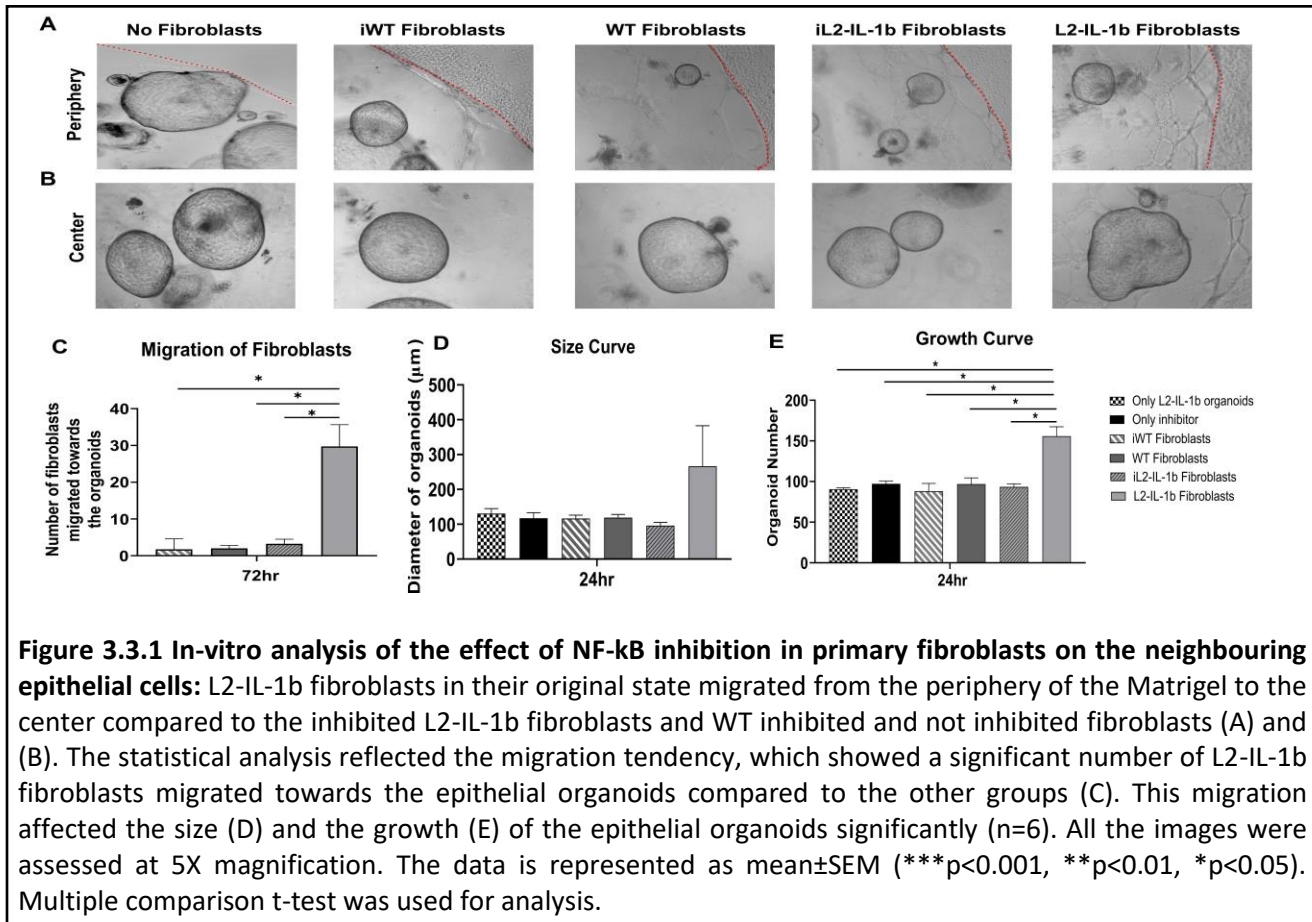 A
No Fibroblasts iWT Fibroblasts WT Fibroblasts iL2-IL-1b Fibroblasts L2-IL-1b Fibroblasts
Periphery
B
Center
C
Migration of Fibroblasts
Number of fibroblasts
migrated towards
the organoids
40
30
20
10
0
* * *
72hr
D
Size Curve
Diameter of organoids (µm)
500
400
300
200
100
0
24hr
E
Growth Curve
Organoid Number
200
150
100
50
0
* * * * *
24hr
Only L2-IL-1b organoids
Only inhibitor
iWT Fibroblasts
WT Fibroblasts
iL2-IL-1b Fibroblasts
L2-IL-1b Fibroblasts
Figure 3.3.1 In-vitro analysis of the effect of NF-kB inhibition in primary fibroblasts on the neighbouring
epithelial cells: L2-IL-1b fibroblasts in their original state migrated from the periphery of the Matrigel to the
center compared to the inhibited L2-IL-1b fibroblasts and WT inhibited and not inhibited fibroblasts (A) and
(B). The statistical analysis reflected the migration tendency, which showed a significant number of L2-IL-1b
fibroblasts migrated towards the epithelial organoids compared to the other groups (C). This migration
affected the size (D) and the growth (E) of the epithelial organoids significantly (n=6). All the images were
assessed at 5X magnification. The data is represented as mean±SEM (***p<0.001, **p<0.01, *p<0.05).
Multiple comparison t-test was used for analysis.